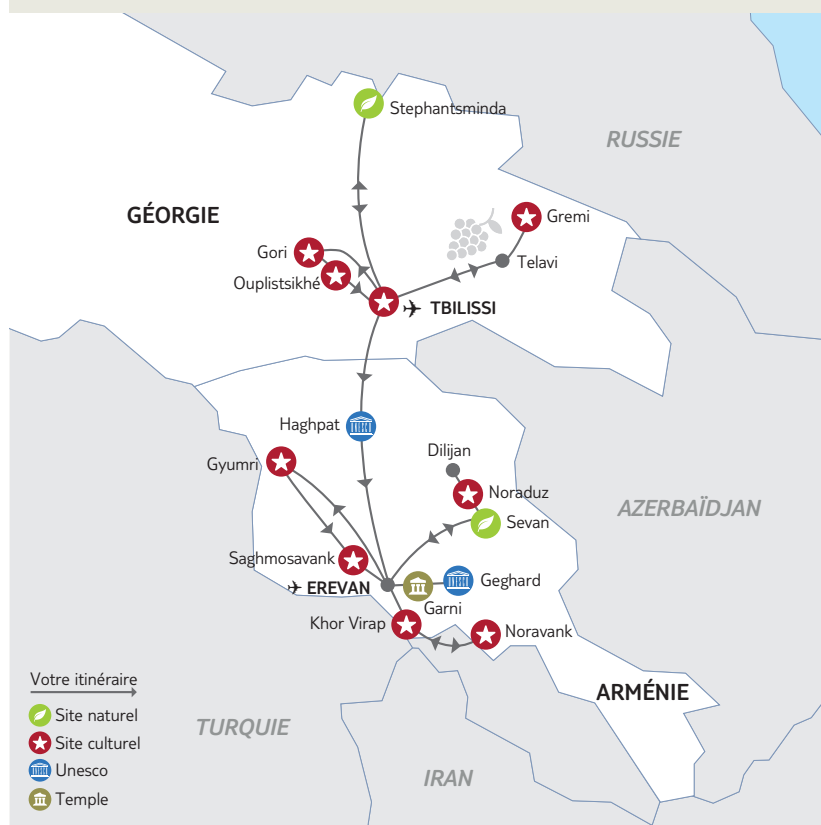 Stephantsminda
RUSSIE
GÉORGIE
Gremi
Gori
Telavi
Ouplistsikhé
TBILISSI
Haghpat
Dilijan
Gyumri
Noraduz
AZERBAÏDJAN
Sevan
Saghmosavank
Geghard
EREVAN
Garni
Khor Virap
Noravank
Votre itinéraire
ARMÉNIE
Site naturel
TURQUIE
Site culturel
Unesco
IRAN
Temple